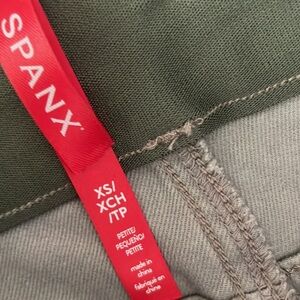 SPANX
XS/
XCH
/TP
PETITE/
PEQUEÑO/
PETITE
made in
china
fabriqué en
chine